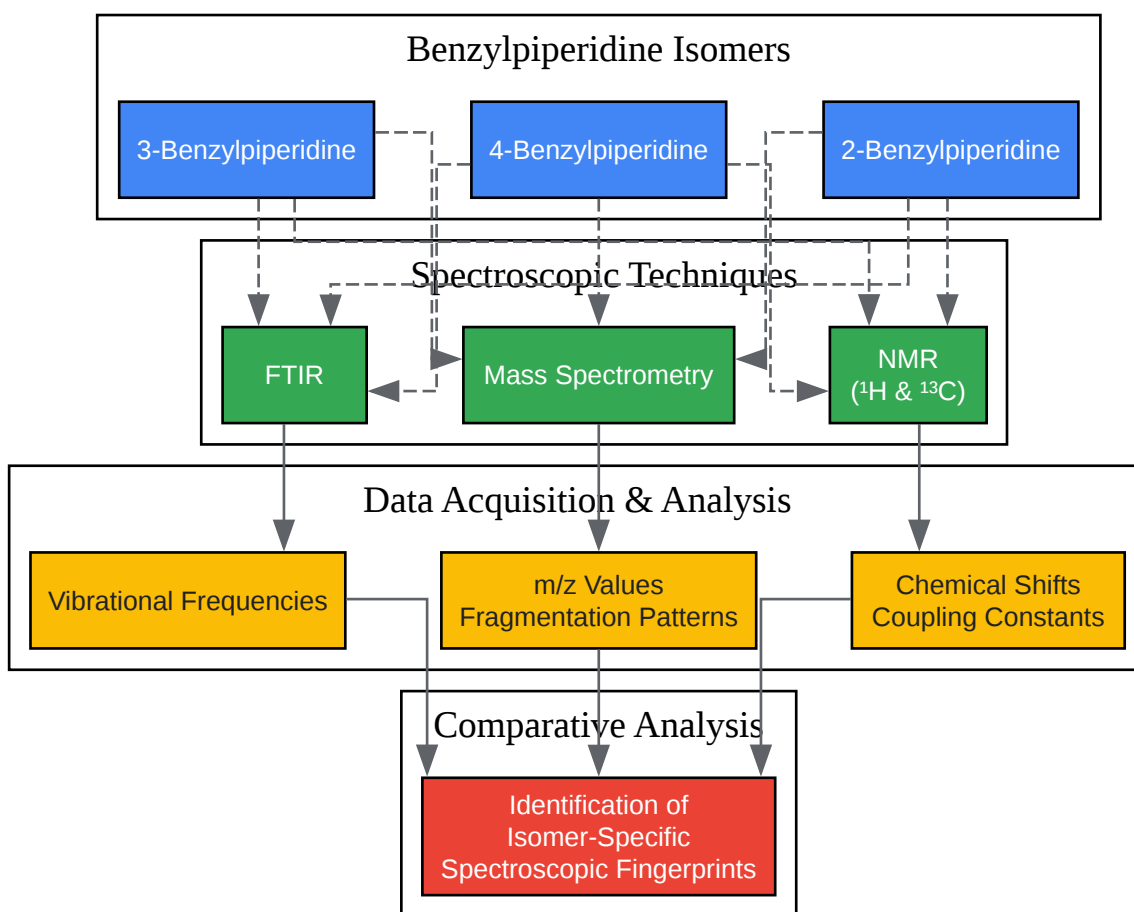 Benzylpiperidine Isomers
3-Benzylpiperidine
4-Benzylpiperidine
2-Benzylpiperidine
Spectroscopic Techniques
FTIR
Mass Spectrometry
NMR
(¹H & ¹³C)
Data Acquisition & Analysis
Vibrational Frequencies
m/z Values
Fragmentation Patterns
Chemical Shifts
Coupling Constants
Comparative Analysis
Identification of
Isomer-Specific
Spectroscopic Fingerprints